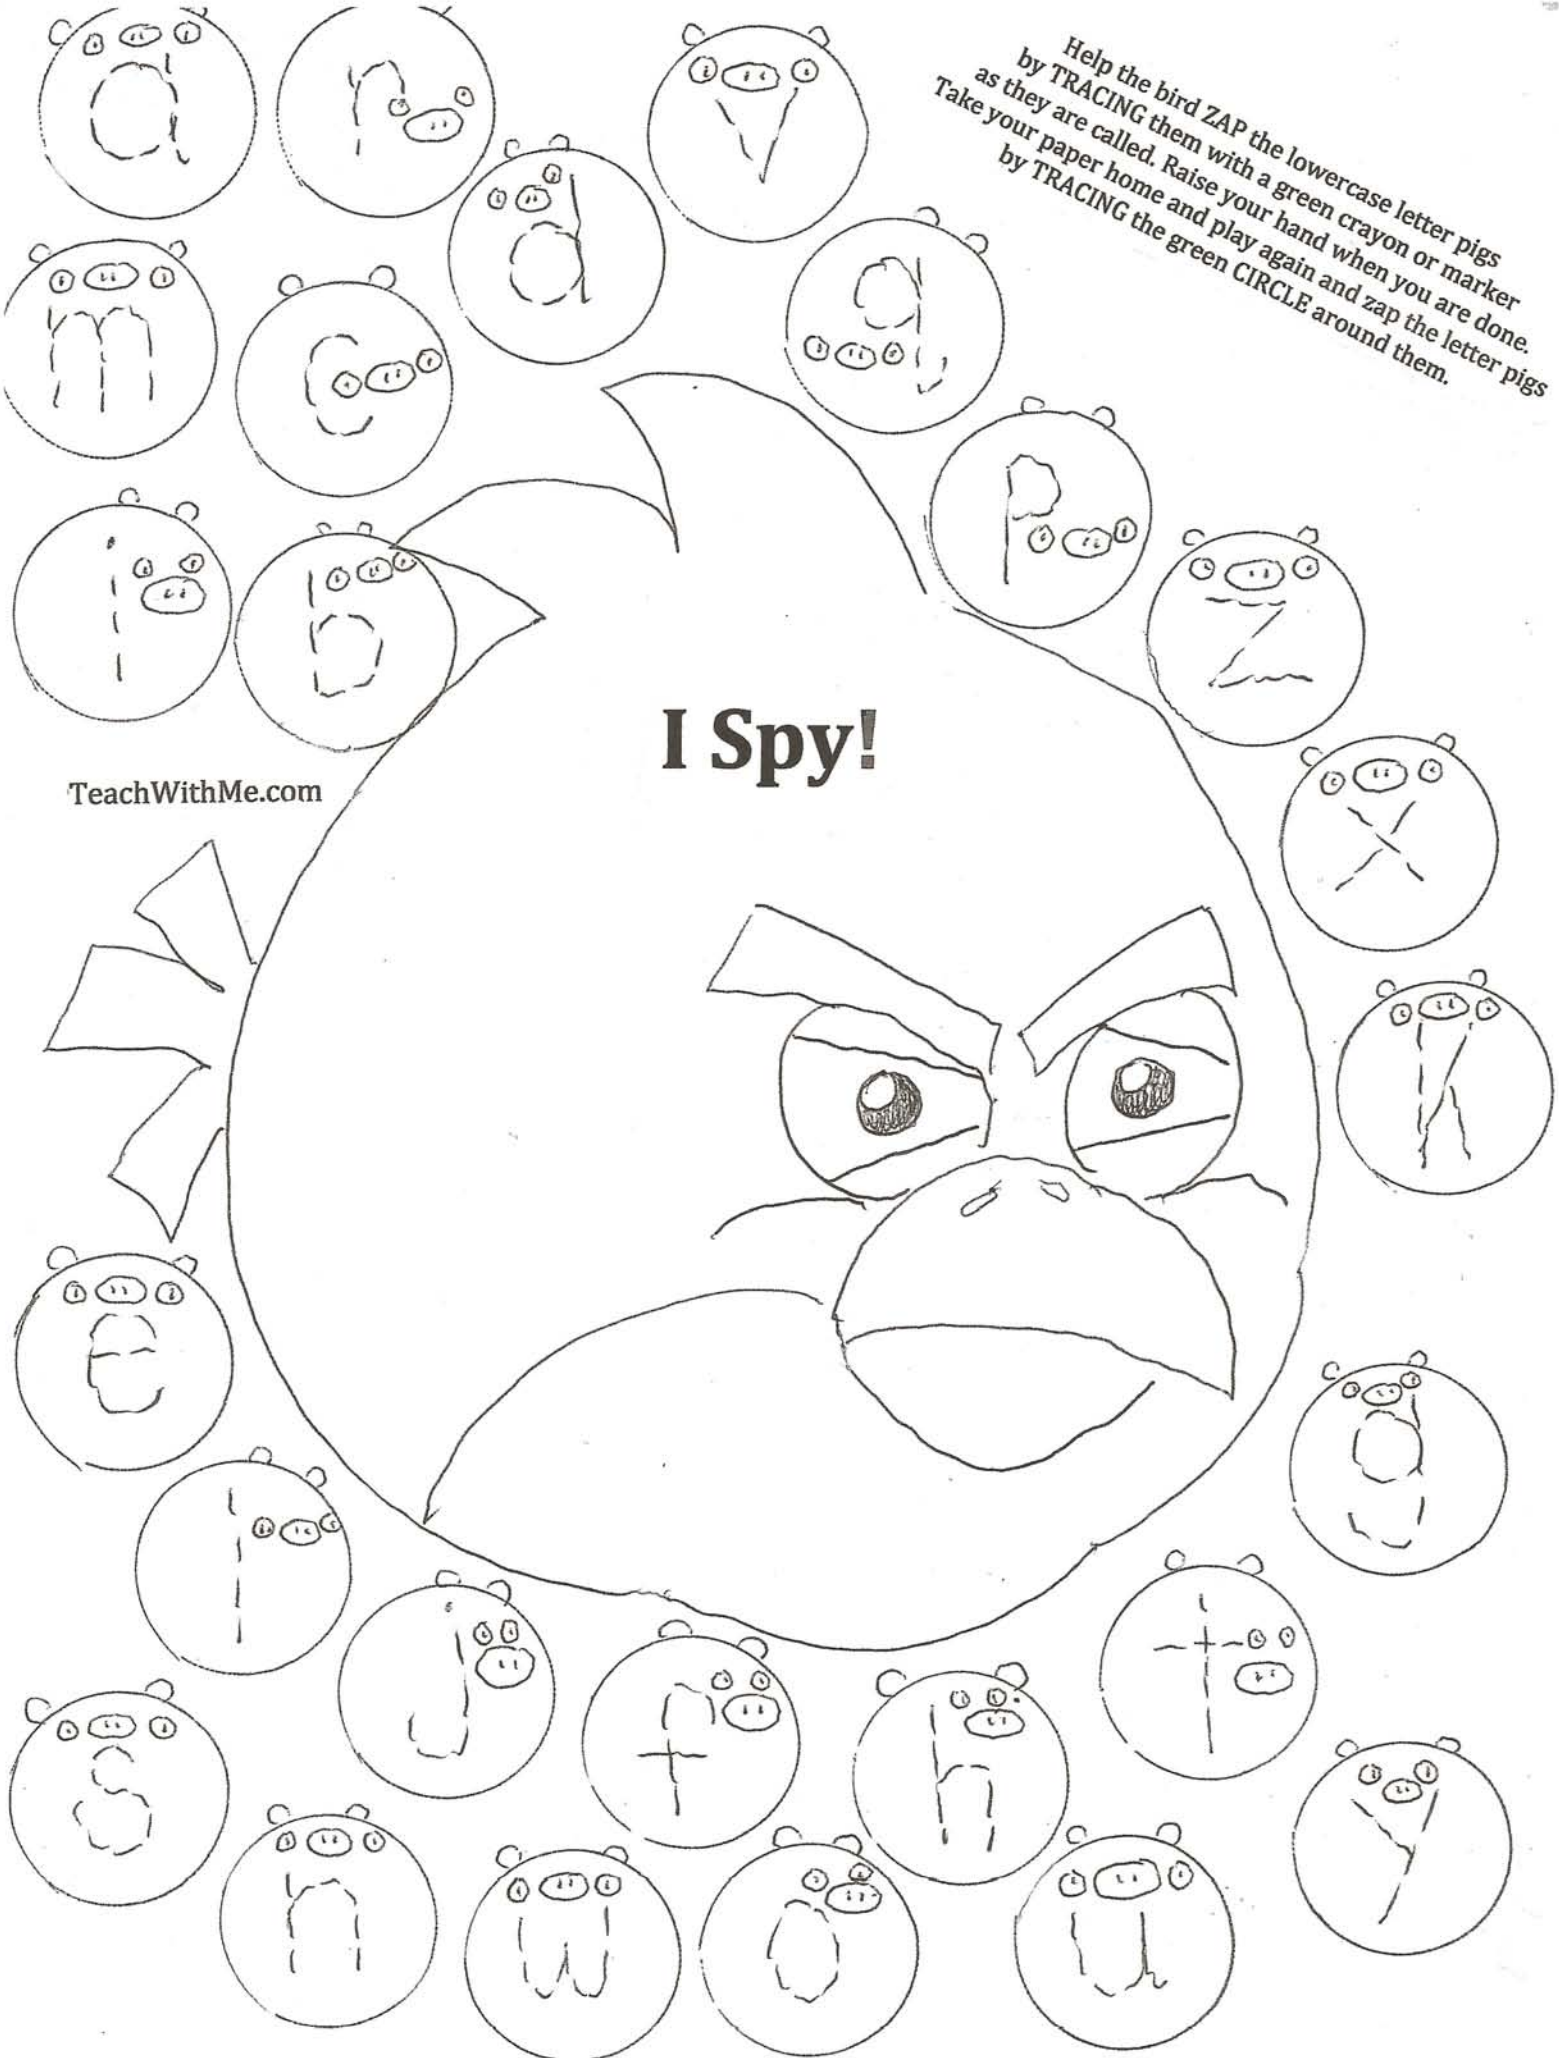 Help the bird ZAP the lowercase letter pigs
by TRACING them with a green crayon or marker
as they are called. Raise your hand when you are done.
Take your paper home and play again and zap the letter pigs
by TRACING the green CIRCLE around them.
a
r
d
v
q
m
c
p
i
b
z
I Spy!
TeachWithMe.com
x
k
e
g
l
j
f
h
t
s
n
w
o
u
y